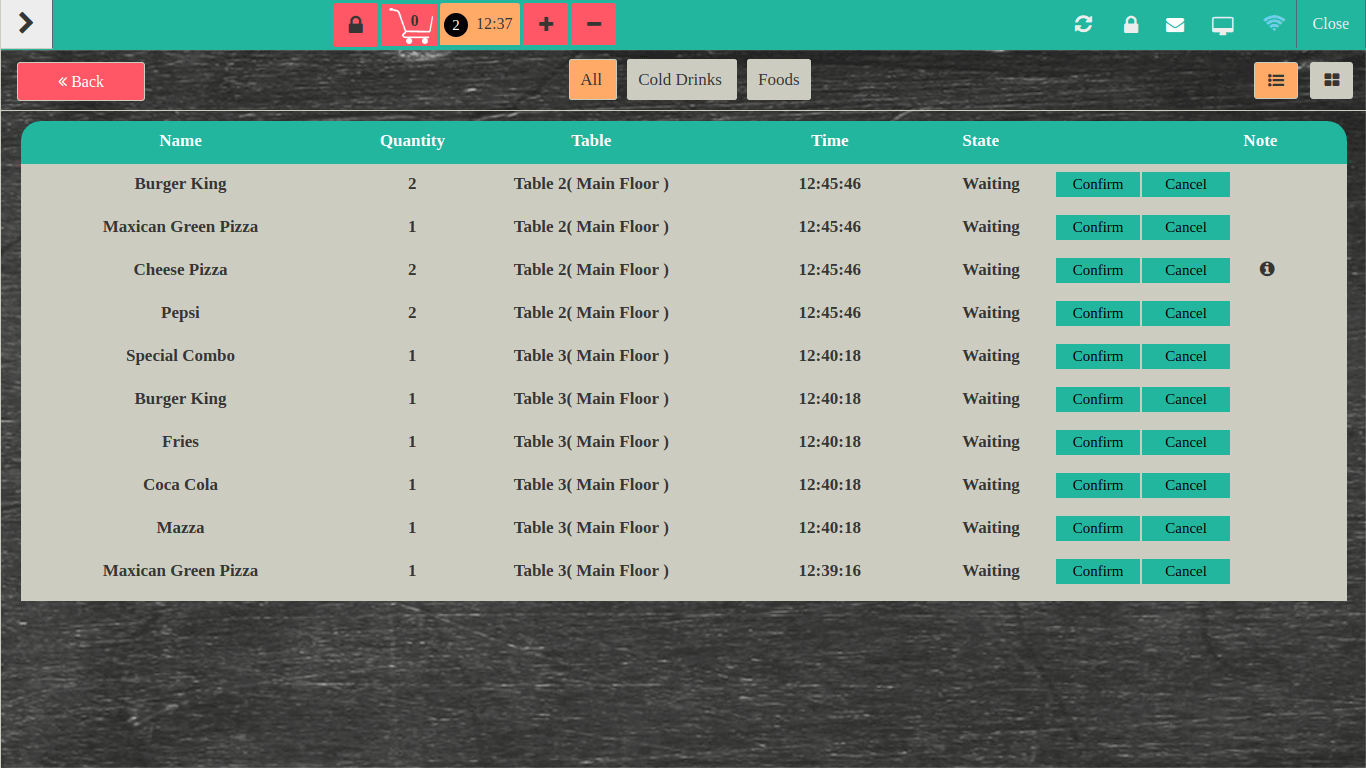 0 2 12:37 Close
Back All Cold Drinks Foods
Name Quantity Table Time State Note
Burger King 2 Table 2( Main Floor ) 12:45:46 Waiting Confirm Cancel
Maxican Green Pizza 1 Table 2( Main Floor ) 12:45:46 Waiting Confirm Cancel
Cheese Pizza 2 Table 2( Main Floor ) 12:45:46 Waiting Confirm Cancel
Pepsi 2 Table 2( Main Floor ) 12:45:46 Waiting Confirm Cancel
Special Combo 1 Table 3( Main Floor ) 12:40:18 Waiting Confirm Cancel
Burger King 1 Table 3( Main Floor ) 12:40:18 Waiting Confirm Cancel
Fries 1 Table 3( Main Floor ) 12:40:18 Waiting Confirm Cancel
Coca Cola 1 Table 3( Main Floor ) 12:40:18 Waiting Confirm Cancel
Mazza 1 Table 3( Main Floor ) 12:40:18 Waiting Confirm Cancel
Maxican Green Pizza 1 Table 3( Main Floor ) 12:39:16 Waiting Confirm Cancel